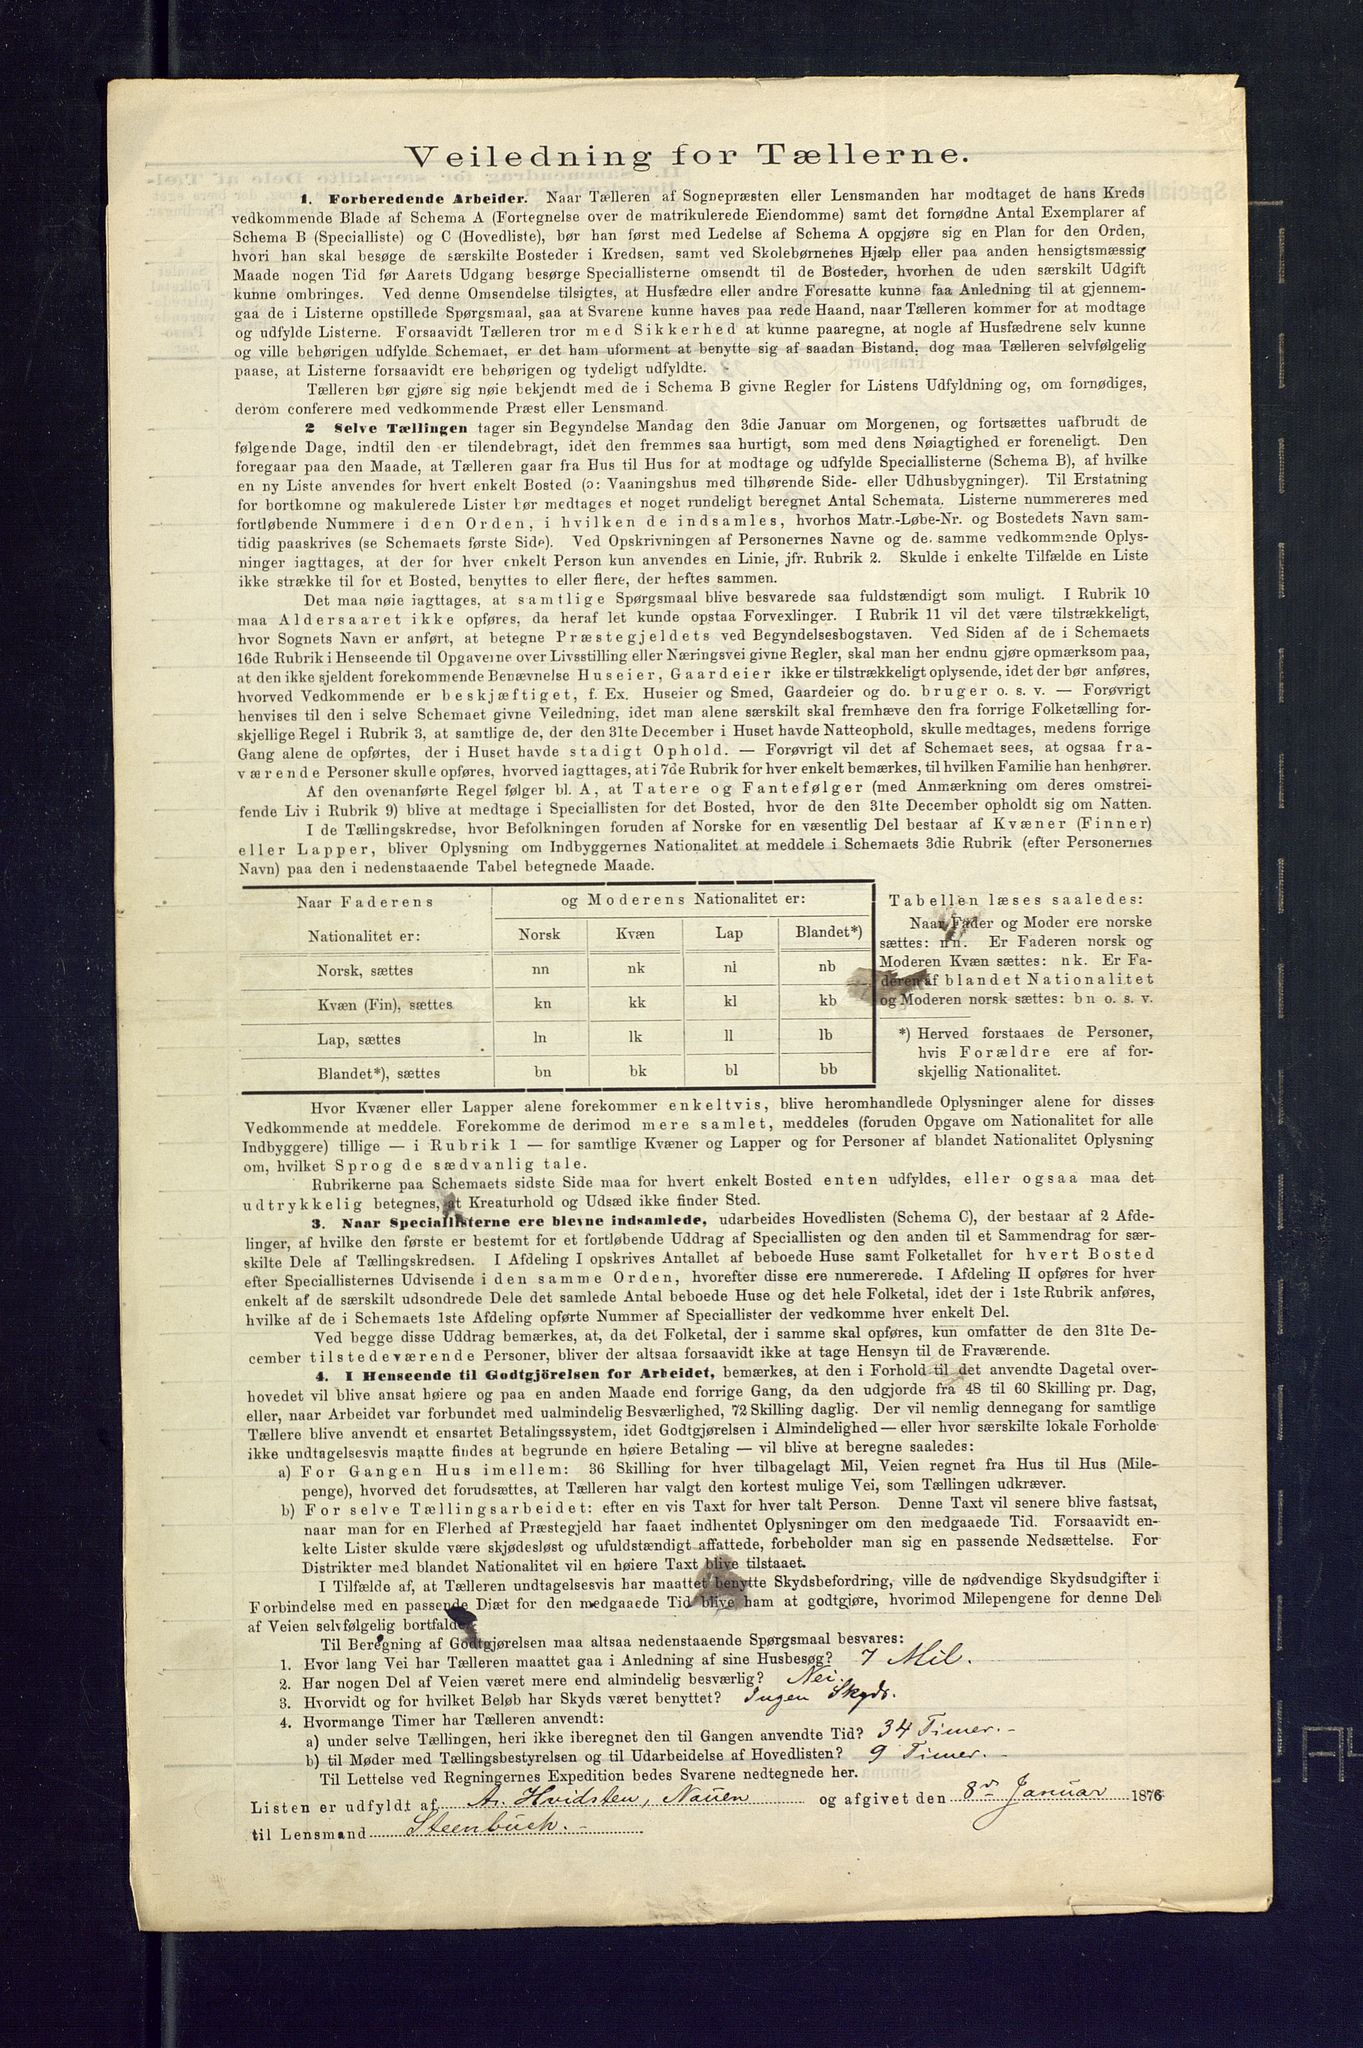 Veiledning for Tællerne.
1. Forberedende Arbeider. Naar Tælleren af Sognepræsten eller Lensmanden har modtaget de hans Kreds
vedkommende Blade af Schema A (Fortegnelse over de matrikulerede Eiendomme) samt det fornødne Antal Exemplarer af
Schema B (Specialliste) og C (Hovedliste), bør han først med Ledelse af Schema A opgjøre sig en Plan for den Orden,
hvori han skal besøge de særskilte Bosteder i Kredsen, samt ved Skolebørnenes Hjælp eller paa anden hensigtsmæssig
Maade nogen Tid før Aarets Udgang besørge Speciallisterne omsendt til de Bosteder, hvorhen de uden særskilt Udgift
kunne ombringes. Ved denne Omsendelse tilsigtes, at Husfædre eller andre Foresatte kunne faa Anledning til at gjennem-
gaa de i Listerne opstillede Spørgsmaal, saa at Svarene kunne haves paa rede Haand, naar Tælleren kommer for at modtage
og udfylde Listerne. Forsaavidt Tælleren tror med Sikkerhed at kunne paaregne, at nogle af Husfædrene selv kunne
og ville behørigen udfylde Schemaet, er det ham uforment at benytte sig af saadan Bistand, dog maa Tælleren selvfølgelig
paase, at Listerne forsaavidt ere behørigen og tydeligt udfyldte.
Tælleren bør gjøre sig nøie bekjendt med de i Schema B givne Regler for Listens Udfyldning og, om fornødiges,
derom conferere med vedkommende Præst eller Lensmand.
2 Selve Tællingen tager sin Begyndelse Mandag den 3die Januar om Morgenen, og fortsættes uafbrudt de
følgende Dage, indtil den er tilendebragt, idet den fremmes saa hurtigt, som med dens Nøiagtighed er foreneligt. Den
foregaar paa den Maade, at Tælleren gaar fra Hus til Hus for at modtage og udfylde Speciallisterne (Schema B), af hvilke
en ny Liste anvendes for hvert enkelt Bosted (ɔ: Vaaningshus med tilhørende Side- eller Udhusbygninger). Til Erstatning
for bortkomne og makulerede Lister bør medtages et noget rundeligt beregnet Antal Schemata. Listerne nummereres med
fortløbende Nummere i den Orden, i hvilken de indsamles, hvorhos Matr.-Løbe-Nr. og Bostedets Navn sam-
tidig paaskrives (se Schemaets første Side). Ved Opskrivningen af Personernes Navne og de samme vedkommende Oplys-
ninger iagttages, at der for hver enkelt Person kun anvendes en Linie, jfr. Rubrik 2. Skulde i enkelte Tilfælde en Liste
ikke strække til for et Bosted, benyttes to eller flere, der heftes sammen.
Det maa nøie iagttages, at samtlige Spørgsmaal blive besvarede saa fuldstændigt som muligt. I Rubrik 10
maa Aldersaaret ikke opføres, da heraf let kunde opstaa Forvexlinger. I Rubrik 11 vil det være tilstrækkeligt,
hvor Sognets Navn er anført, at betegne Præstegjeldets ved Begyndelsesbogstaven. Ved Siden af de i Schemaets
16de Rubrik i Henseende til Opgaverne over Livsstilling eller Næringsvei givne Regler, skal man her endnu gjøre opmærksom paa,
at den ikke sjeldent forekommende Benævnelse Huseier, Gaardeier ikke er tilstrækkeligt oplysende, idet der bør anføres,
hvorved Vedkommende er beskjæftiget, f. Ex. Huseier og Smed, Gaardeier og do. bruger o. s. v. — Forøvrigt
henvises til den i selve Schemaet givne Veiledning, idet man alene særskilt skal fremhæve den fra forrige Folketælling for-
skjellige Regel i Rubrik 3, at samtlige de, der den 31te December i Huset havde Natteophold, skulle medtages, medens forrige
Gang alene de opførtes, der i Huset havde stadigt Ophold. — Forøvrigt vil det af Schemaet sees, at ogsaa fra-
værende Personer skulle opføres, hvorved iagttages, at i 7de Rubrik for hver enkelt bemærkes, til hvilken Familie han henhører.
Af den ovenanførte Regel følger bl. A, at Tatere og Fantefølger (med Anmærkning om deres omstrei-
fende Liv i Rubrik 9) blive at medtage i Speciallisten for det Bosted, hvor de den 31te December opholdt sig om Natten.
I de Tællingskredse, hvor Befolkningen foruden af Norske for en væsentlig Del bestaar af Kvæner (Finner)
eller Lapper, bliver Oplysning om Indbyggernes Nationalitet at meddele i Schemaets 3die Rubrik (efter Personernes
Navn) paa den i nedenstaaende Tabel betegnede Maade.
Naar Faderens og Moderens Nationalitet er:
Nationalitet er: Norsk Kvæn Lap Blandet*)
Norsk, sættes nn nk nl nb
Kvæn (Fin), sættes kn kk kl kb
Lap, sættes ln lk ll lb
Blandet*), sættes bn bk bl bb
Tabellen læses saaledes:
Naar Fader og Moder ere norske
sættes: nn. Er Faderen norsk og
Moderen Kvæn sættes: nk. Er Fa-
deren af blandet Nationalitet
og Moderen norsk sættes: bn o. s. v.
*) Herved forstaaes de Personer,
hvis Forældre ere af for-
skjellig Nationalitet.
Hvor Kvæner eller Lapper alene forekommer enkeltvis, blive heromhandlede Oplysninger alene for disses
Vedkommende at meddele. Forekomme de derimod mere samlet, meddeles (foruden Opgave om Nationalitet for alle
Indbyggere) tillige — i Rubrik 1 — for samtlige Kvæner og Lapper og for Personer af blandet Nationalitet Oplysning
om, hvilket Sprog de sædvanlig tale.
Rubrikerne paa Schemaets sidste Side maa for hvert enkelt Bosted enten udfyldes, eller ogsaa maa det
udtrykkelig betegnes, at Kreaturhold og Udsæd ikke finder Sted.
3. Naar Speciallisterne ere blevne indsamlede, udarbeides Hovedlisten (Schema C), der bestaar af 2 Afde-
linger, af hvilke den første er bestemt for et fortløbende Uddrag af Speciallisten og den anden til et Sammendrag for sær-
skilte Dele af Tællingskredsen. I Afdeling I opskrives Antallet af beboede Huse samt Folketallet for hvert Bosted
efter Speciallisternes Udvisende i den samme Orden, hvorefter disse ere numererede. I Afdeling II opføres for hver
enkelt af de særskilt udsondrede Dele det samlede Antal beboede Huse og det hele Folketal, idet der i 1ste Rubrik anføres,
hvilke af de i Schemaets 1ste Afdeling opførte Nummer af Speciallister der vedkomme hver enkelt Del.
Ved begge disse Uddrag bemærkes, at, da det Folketal, der i samme skal opføres, kun omfatter de den 31te De-
cember tilstedeværende Personer, bliver der altsaa forsaavidt ikke at tage Hensyn til de Fraværende.
4. I Henseende til Godtgjörelsen for Arbeidet, bemærkes, at den i Forhold til det anvendte Dagetal over-
hovedet vil blive ansat høiere og paa en anden Maade end forrige Gang, da den udgjorde fra 48 til 60 Skilling pr. Dag,
eller, naar Arbeidet var forbundet med ualmindelig Besværlighed, 72 Skilling daglig. Der vil nemlig dennegang for samtlige
Tællere blive anvendt et ensartet Betalingssystem, idet Godtgjørelsen i Almindelighed — eller hvor særskilte lokale Forholde
ikke undtagelsesvis maatte findes at begrunde en høiere Betaling — vil blive at beregne saaledes:
a) For Gangen Hus imellem: 36 Skilling for hver tilbagelagt Mil, Veien regnet fra Hus til Hus (Mile-
penge), hvorved det forudsættes, at Tælleren har valgt den kortest mulige Vei, som Tællingen udkræver.
b) For selve Tællingsarbeidet: efter en vis Taxt for hver talt Person. Denne Taxt vil senere blive fastsat,
naar man for en Flerhed af Præstegjeld har faaet indhentet Oplysninger om den medgaaede Tid. Forsaavidt en-
kelte Lister skulde være skjødesløst og ufuldstændigt affattede, forbeholder man sig en passende Nedsættelse. For
Distrikter med blandet Nationalitet vil en høiere Taxt blive tilstaaet.
I Tilfælde af, at Tælleren undtagelsesvis har maattet benytte Skydsbefordring, ville de nødvendige Skydsudgifter i
Forbindelse med en passende Diæt for den medgaaede Tid blive ham at godtgjøre, hvorimod Milepengene for denne Del
af Veien selvfølgelig bortfalde.
Til Beregning af Godtgjørelsen maa altsaa nedenstaaende Spørgsmaal besvares:
1. Hvor lang Vei har Tælleren maattet gaa i Anledning af sine Husbesøg? 7 Mil.
2. Har nogen Del af Veien været mere end almindelig besværlig? Nei.
3. Hvorvidt og for hvilket Beløb har Skyds været benyttet? Ingen Skyds.
4. Hvormange Timer har Tælleren anvendt:
a) under selve Tællingen, heri ikke iberegnet den til Gangen anvendte Tid? 34 Timer.-
b) til Møder med Tællingsbestyrelsen og til Udarbeidelse af Hovedlisten? 9 Timer.-
Til Lettelse ved Regningernes Expedition bedes Svarene nedtegnede her.
Listen er udfyldt af A. Hvidsten, Nauen og afgivet den 8de Januar 1876
til Lensmand Steenbuch.-